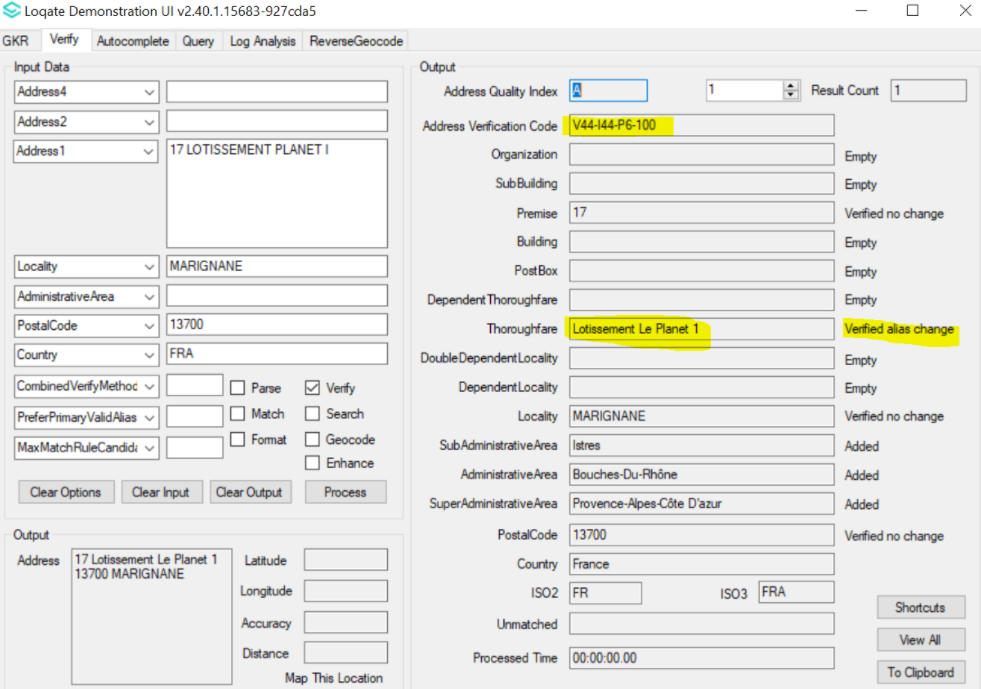 Loqate Demonstration UI v2.40.1.15683-927cda5
GKR Verify Autocomplete Query Log Analysis ReverseGeocode
Input Data
Address4
Address2
Address1 17 LOTISSEMENT PLANET I
Locality MARIGNANE
AdministrativeArea
PostalCode 13700
Country FRA
CombinedVerifyMethod Parse Verify
PreferPrimaryValidAlias Match Search
MaxMatchRuleCandida Format Geocode
Enhance
Clear Options Clear Input Clear Output Process
Output
Address 17 Lotissement Le Planet 1
13700 MARIGNANE
Latitude
Longitude
Accuracy
Distance
Map This Location
Output
Address Quality Index A 1 Result Count 1
Address Verification Code V44-I44-P6-100
Organization Empty
SubBuilding Empty
Premise 17 Verified no change
Building Empty
PostBox Empty
DependentThoroughfare Empty
Thoroughfare Lotissement Le Planet 1 Verified alias change
DoubleDependentLocality Empty
DependentLocality Empty
Locality MARIGNANE Verified no change
SubAdministrativeArea Istres Added
AdministrativeArea Bouches-Du-Rhône Added
SuperAdministrativeArea Provence-Alpes-Côte D'azur Added
PostalCode 13700 Verified no change
Country France
ISO2 FR ISO3 FRA
Unmatched
Processed Time 00:00:00.00
Shortcuts
View All
To Clipboard